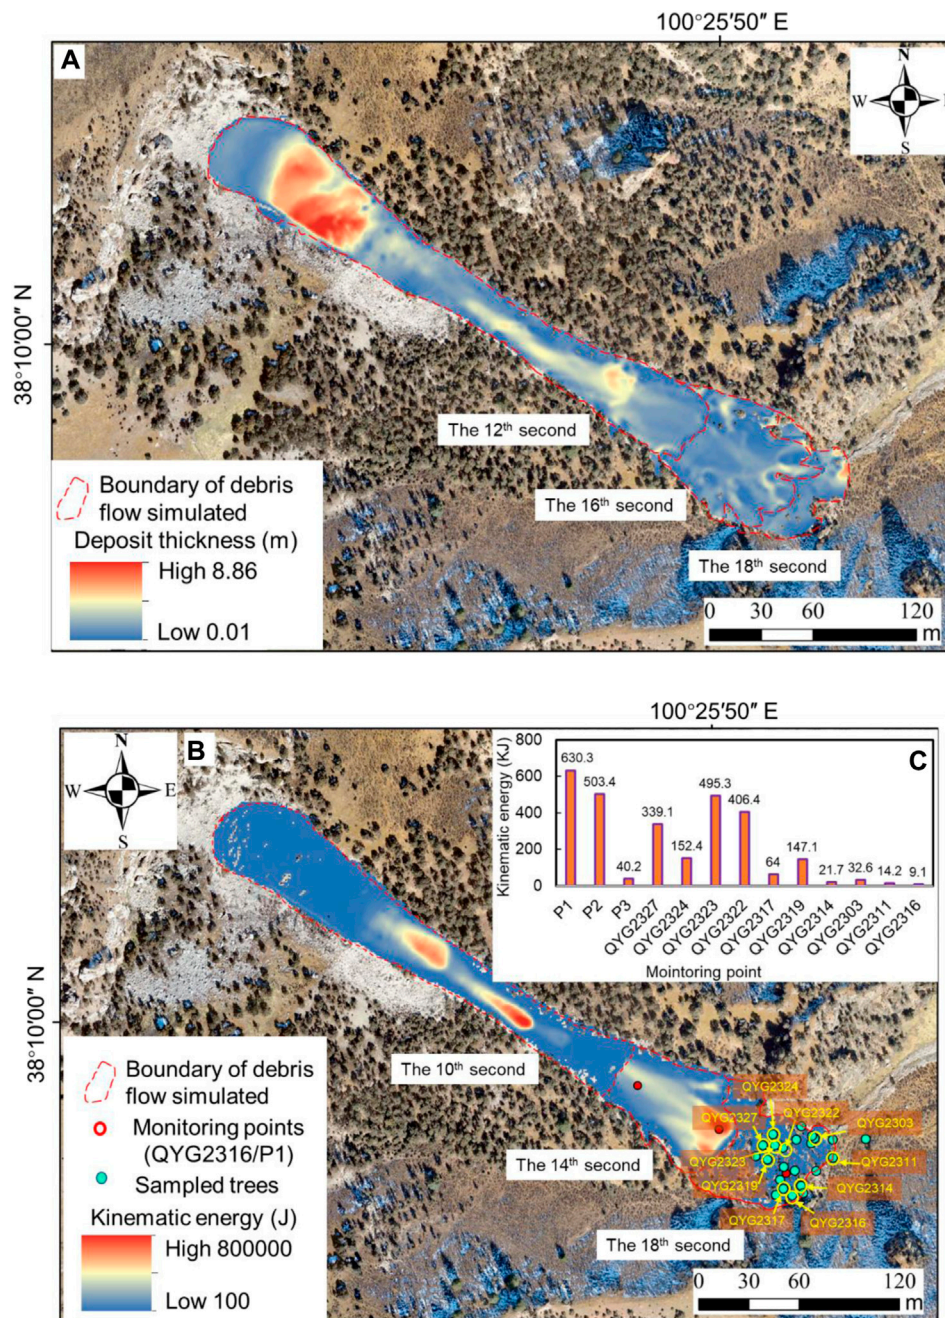 100°25′50″ E
A
N
W
S
38°10′00″ N
The 12th second
The 16th second
The 18th second
Boundary of debris
flow simulated
Deposit thickness (m)
High 8.86
Low 0.01
0 30 60 120
m
100°25′50″ E
B
N
W E
S
C
Kinematic energy (KJ)
800
600
400
200
0
630.3
503.4
40.2
339.1
152.4
495.3
406.4
64
147.1
21.7
32.6
14.2
9.1
P1
P2
P3
QYG2327
QYG2324
QYG2323
QYG2322
QYG2317
QYG2319
QYG2314
QYG2303
QYG2311
QYG2316
Mointoring point
38°10′00″ N
The 10th second
The 14th second
The 18th second
QYG2324
QYG2327
QYG2322
QYG2303
QYG2323
QYG2311
QYG2319
QYG2314
QYG2317
QYG2316
Boundary of debris
flow simulated
Monitoring points
(QYG2316/P1)
Sampled trees
Kinematic energy (J)
High 800000
Low 100
0 30 60 120
m